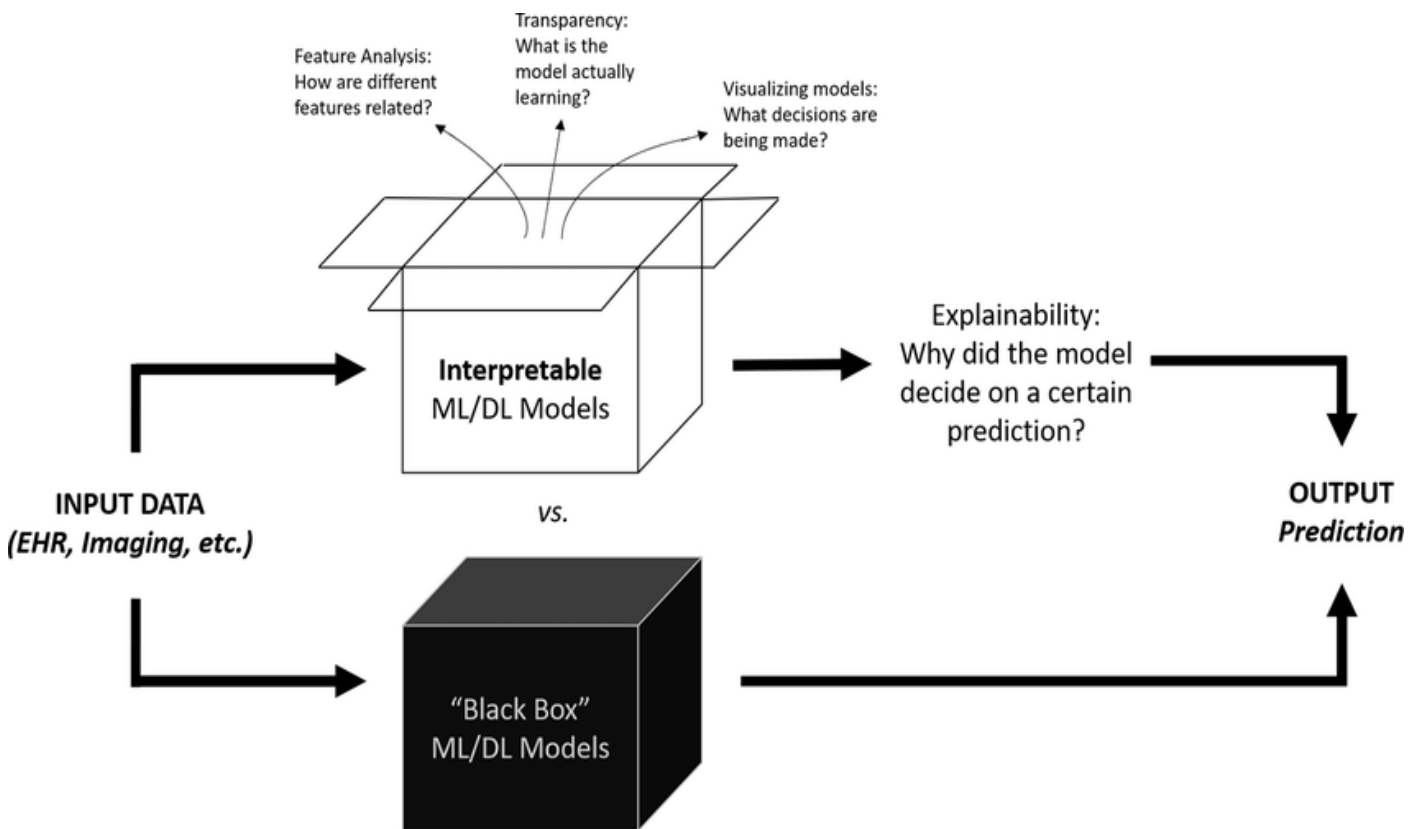 Feature Analysis:
How are different
features related?
Transparency:
What is the
model actually
learning?
Visualizing models:
What decisions are
being made?
Interpretable
ML/DL Models
Explainability:
Why did the model
decide on a certain
prediction?
INPUT DATA
(EHR, Imaging, etc.)
vs.
OUTPUT
Prediction
“Black Box”
ML/DL Models